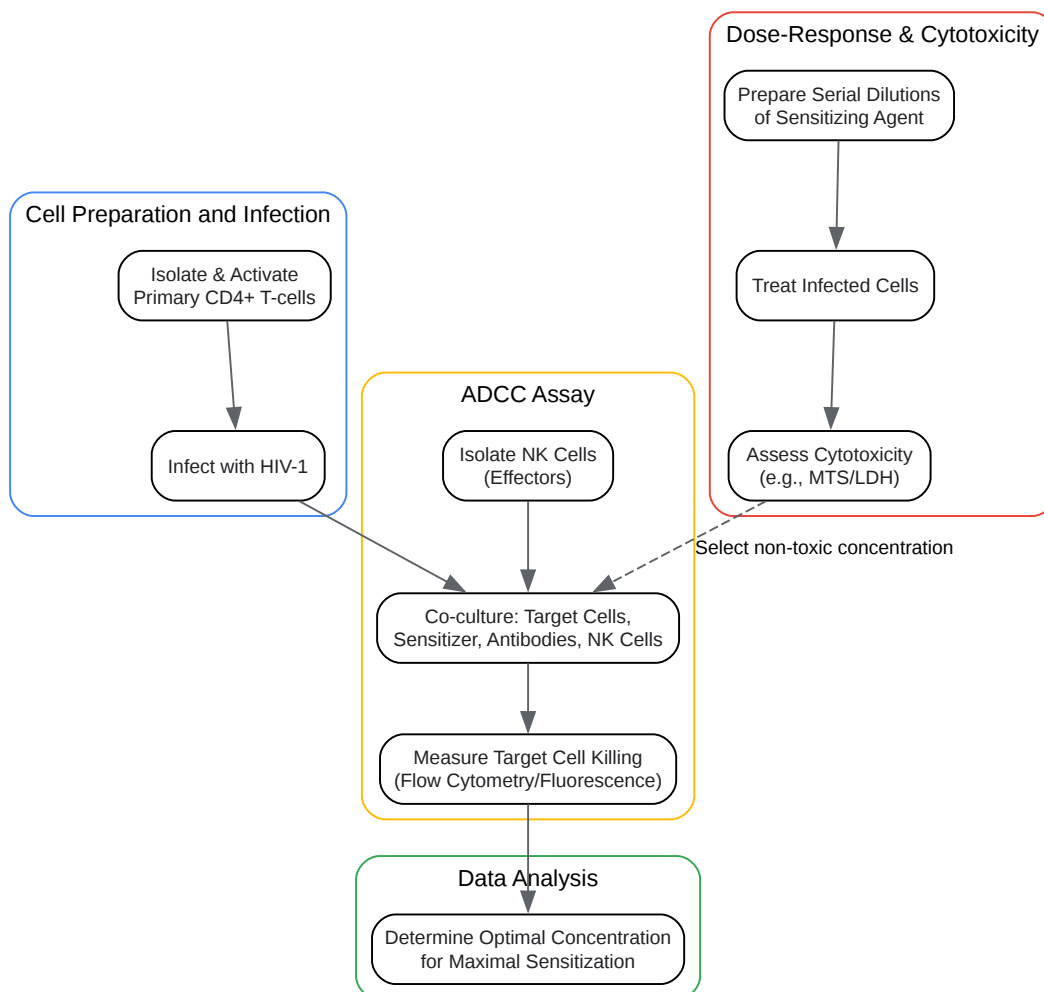 Dose-Response & Cytotoxicity
Prepare Serial Dilutions
of Sensitizing Agent
Treat Infected Cells
Assess Cytotoxicity
(e.g., MTS/LDH)
Select non-toxic concentration
Cell Preparation and Infection
Isolate & Activate
Primary CD4+ T-cells
Infect with HIV-1
ADCC Assay
Isolate NK Cells
(Effectors)
Co-culture: Target Cells,
Sensitizer, Antibodies, NK Cells
Measure Target Cell Killing
(Flow Cytometry/Fluorescence)
Data Analysis
Determine Optimal Concentration
for Maximal Sensitization